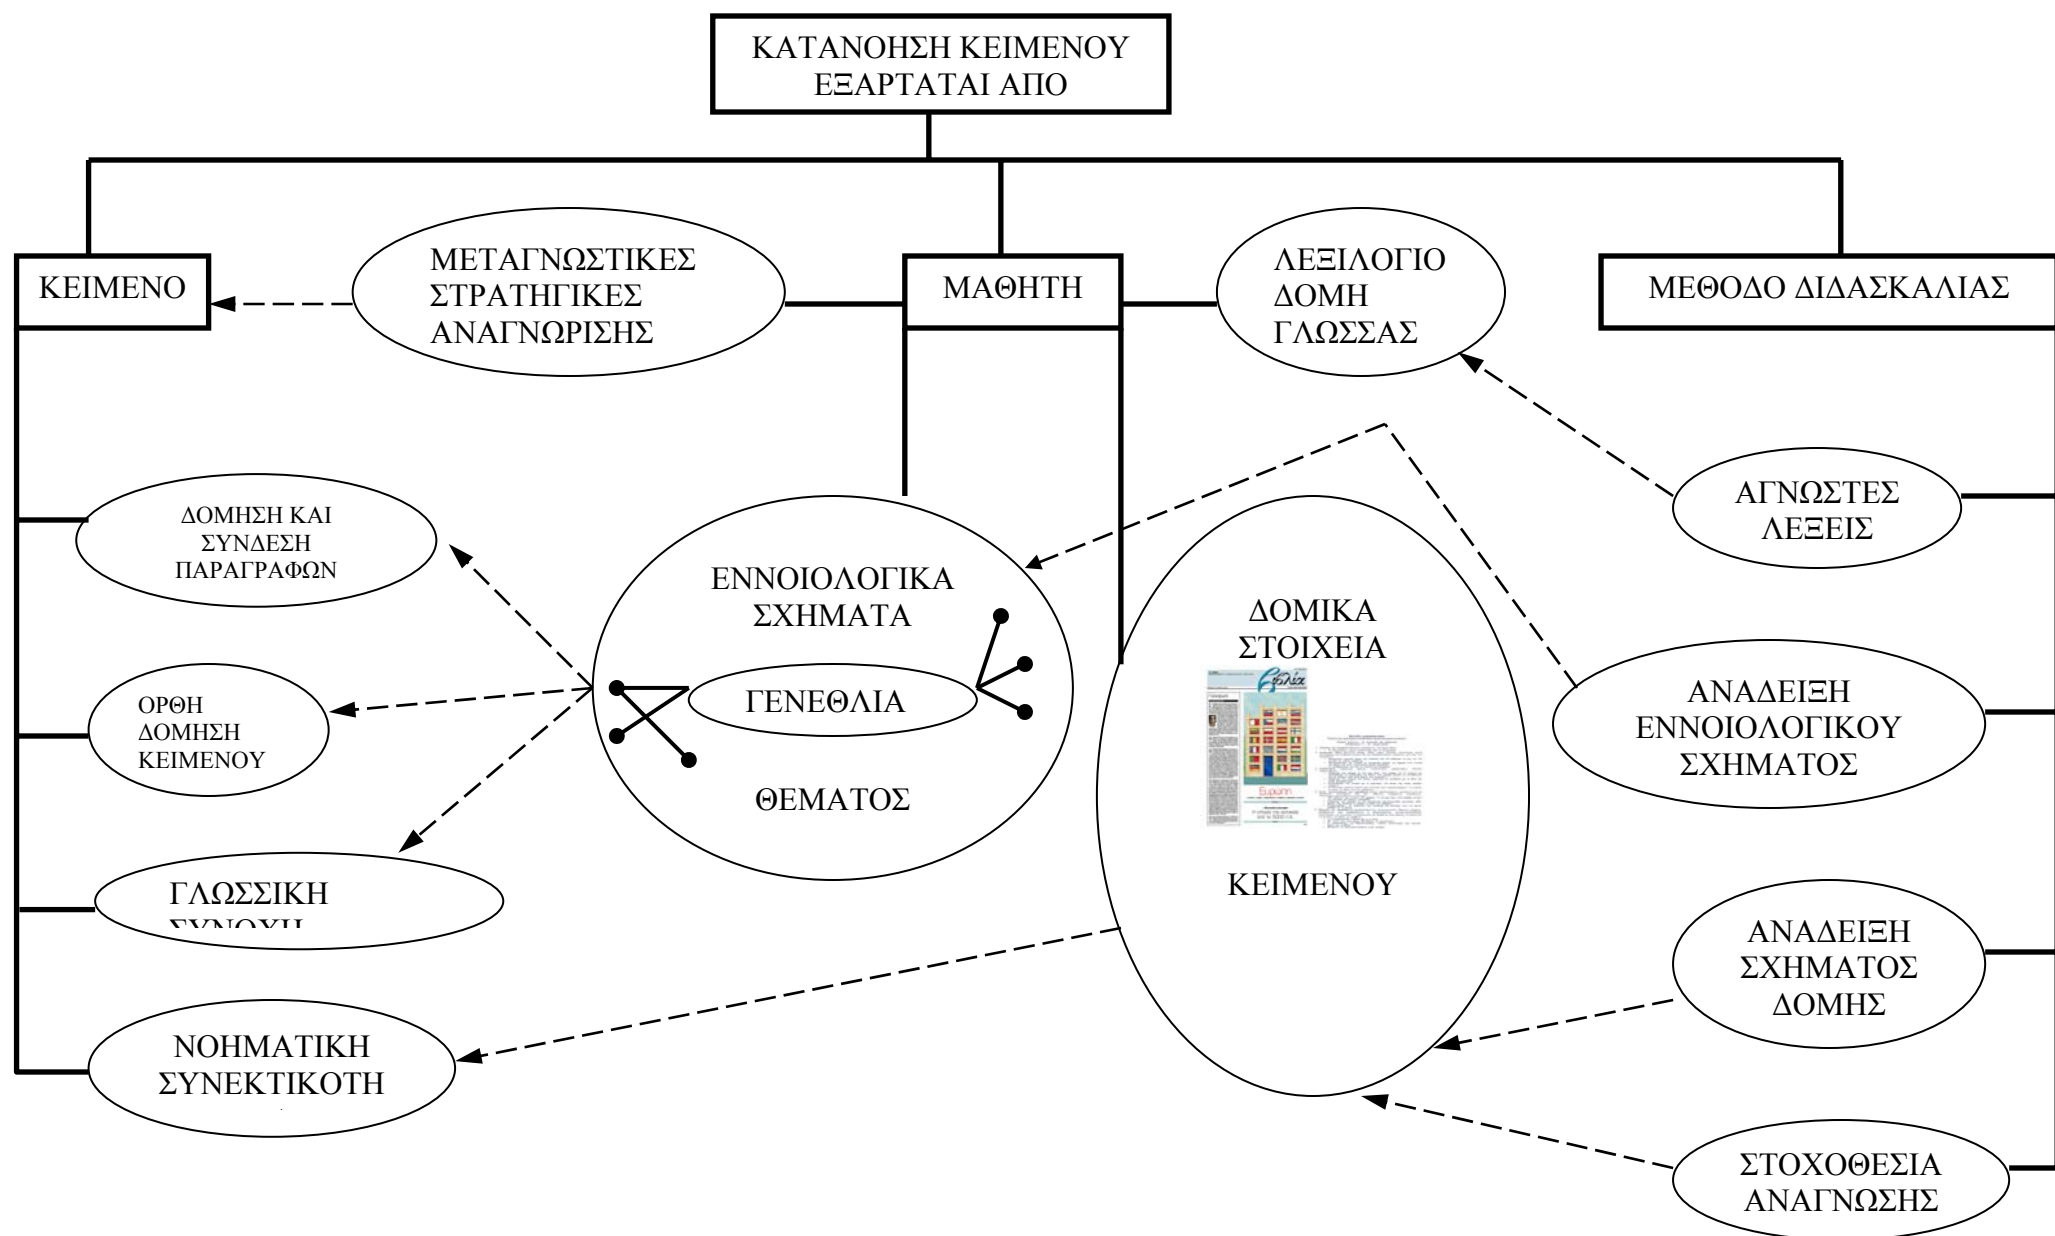 ΚΑΤΑΝΟΗΣΗ ΚΕΙΜΕΝΟΥ
ΕΞΑΡΤΑΤΑΙ ΑΠΟ
ΚΕΙΜΕΝΟ
ΜΕΤΑΓΝΩΣΤΙΚΕΣ
ΣΤΡΑΤΗΓΙΚΕΣ
ΑΝΑΓΝΩΡΙΣΗΣ
ΜΑΘΗΤΗ
ΛΕΞΙΛΟΓΙΟ
ΔΟΜΗ
ΓΛΩΣΣΑΣ
ΜΕΘΟΔΟ ΔΙΔΑΣΚΑΛΙΑΣ
ΔΟΜΗΣΗ ΚΑΙ
ΣΥΝΔΕΣΗ
ΠΑΡΑΓΡΑΦΩΝ
ΟΡΘΗ
ΔΟΜΗΣΗ
ΚΕΙΜΕΝΟΥ
ΓΛΩΣΣΙΚΗ
ΣΥΝΟΧΗ
ΝΟΗΜΑΤΙΚΗ
ΣΥΝΕΚΤΙΚΟΤΗ
ΕΝΝΟΙΟΛΟΓΙΚΑ
ΣΧΗΜΑΤΑ
ΓΕΝΕΘΛΙΑ
ΘΕΜΑΤΟΣ
ΔΟΜΙΚΑ
ΣΤΟΙΧΕΙΑ
Ευρώπη
ΚΕΙΜΕΝΟΥ
ΑΓΝΩΣΤΕΣ
ΛΕΞΕΙΣ
ΑΝΑΔΕΙΞΗ
ΕΝΝΟΙΟΛΟΓΙΚΟΥ
ΣΧΗΜΑΤΟΣ
ΑΝΑΔΕΙΞΗ
ΣΧΗΜΑΤΟΣ
ΔΟΜΗΣ
ΣΤΟΧΟΘΕΣΙΑ
ΑΝΑΓΝΩΣΗΣ